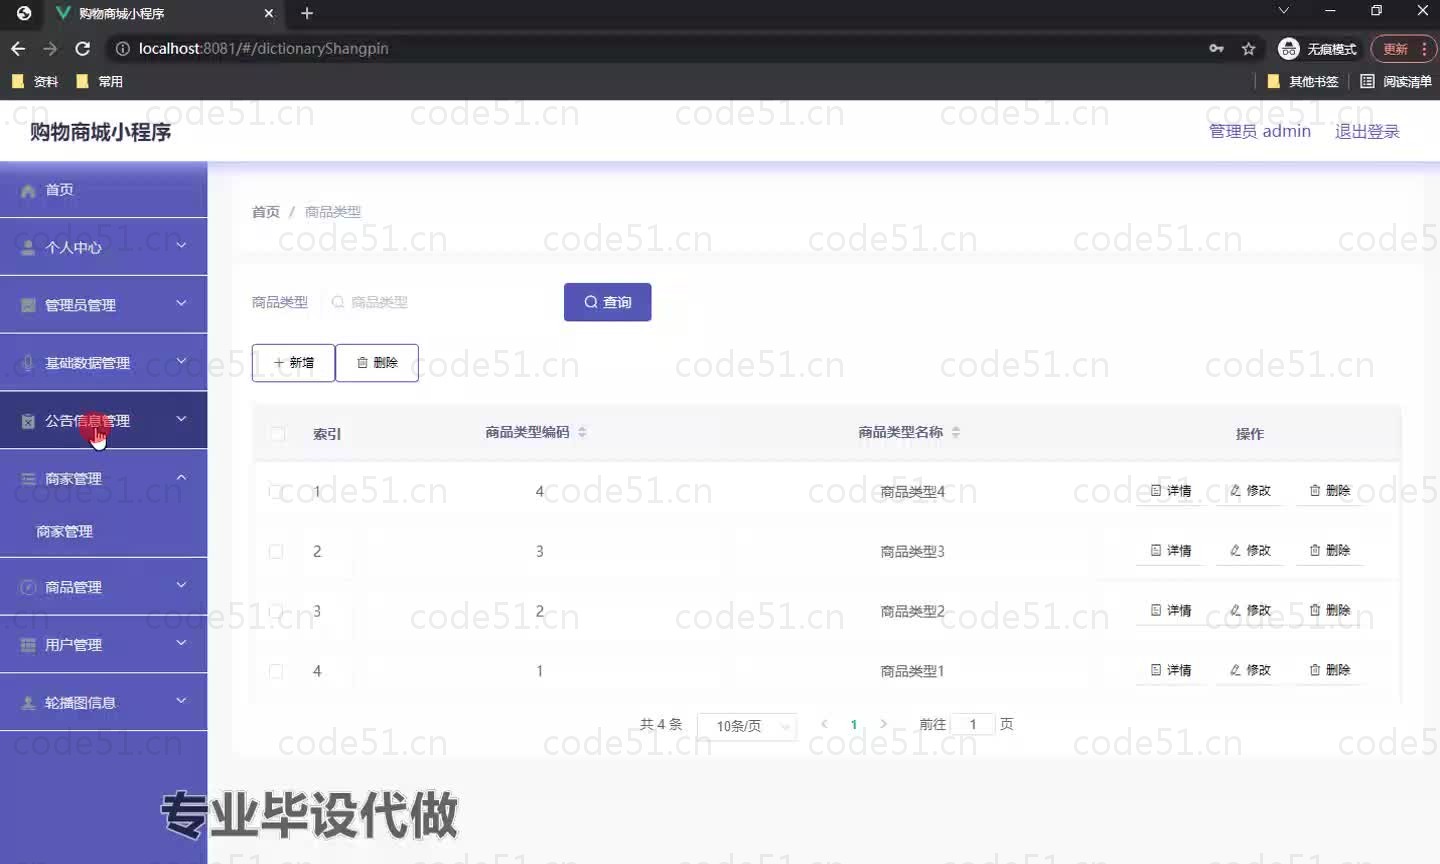 购物商城小程序
localhost:8081/#/dictionaryShangpin
无痕模式
更新
资料
常用
其他书签
阅读清单
购物商城小程序
管理员 admin
退出登录
首页
个人中心
管理员管理
基础数据管理
公告信息管理
商家管理
商家管理
商品管理
用户管理
轮播图信息
首页 / 商品类型
商品类型
商品类型
查询
新增
删除
索引 商品类型编码 商品类型名称 操作
1 4 商品类型4 详情 修改 删除
2 3 商品类型3 详情 修改 删除
3 2 商品类型2 详情 修改 删除
4 1 商品类型1 详情 修改 删除
共 4 条 10条/页 1 前往 1 页
专业毕设代做
code51.cn